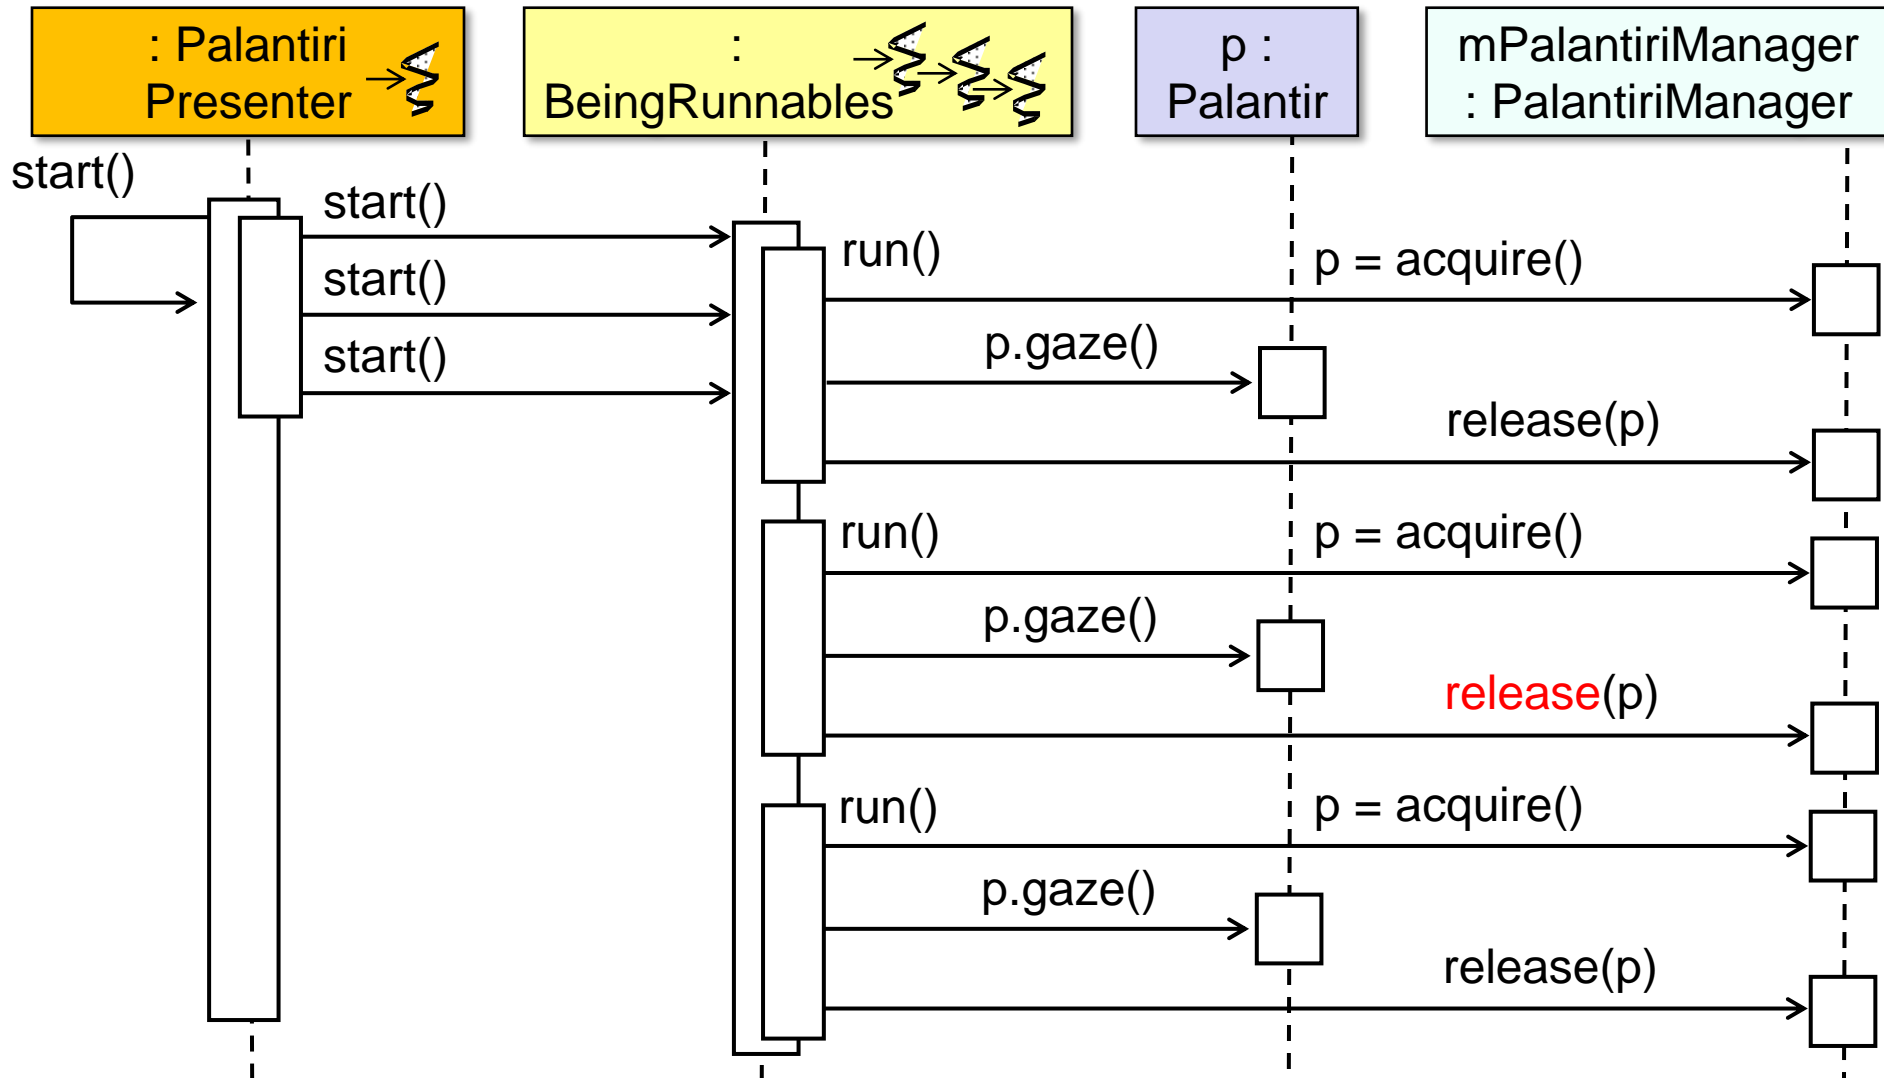 : Palantiri
Presenter
:
BeingRunnables
p :
Palantir
mPalantiriManager
: PalantiriManager
start()
start()
start()
start()
run()
p = acquire()
p.gaze()
release(p)
run()
p = acquire()
p.gaze()
release(p)
run()
p = acquire()
p.gaze()
release(p)